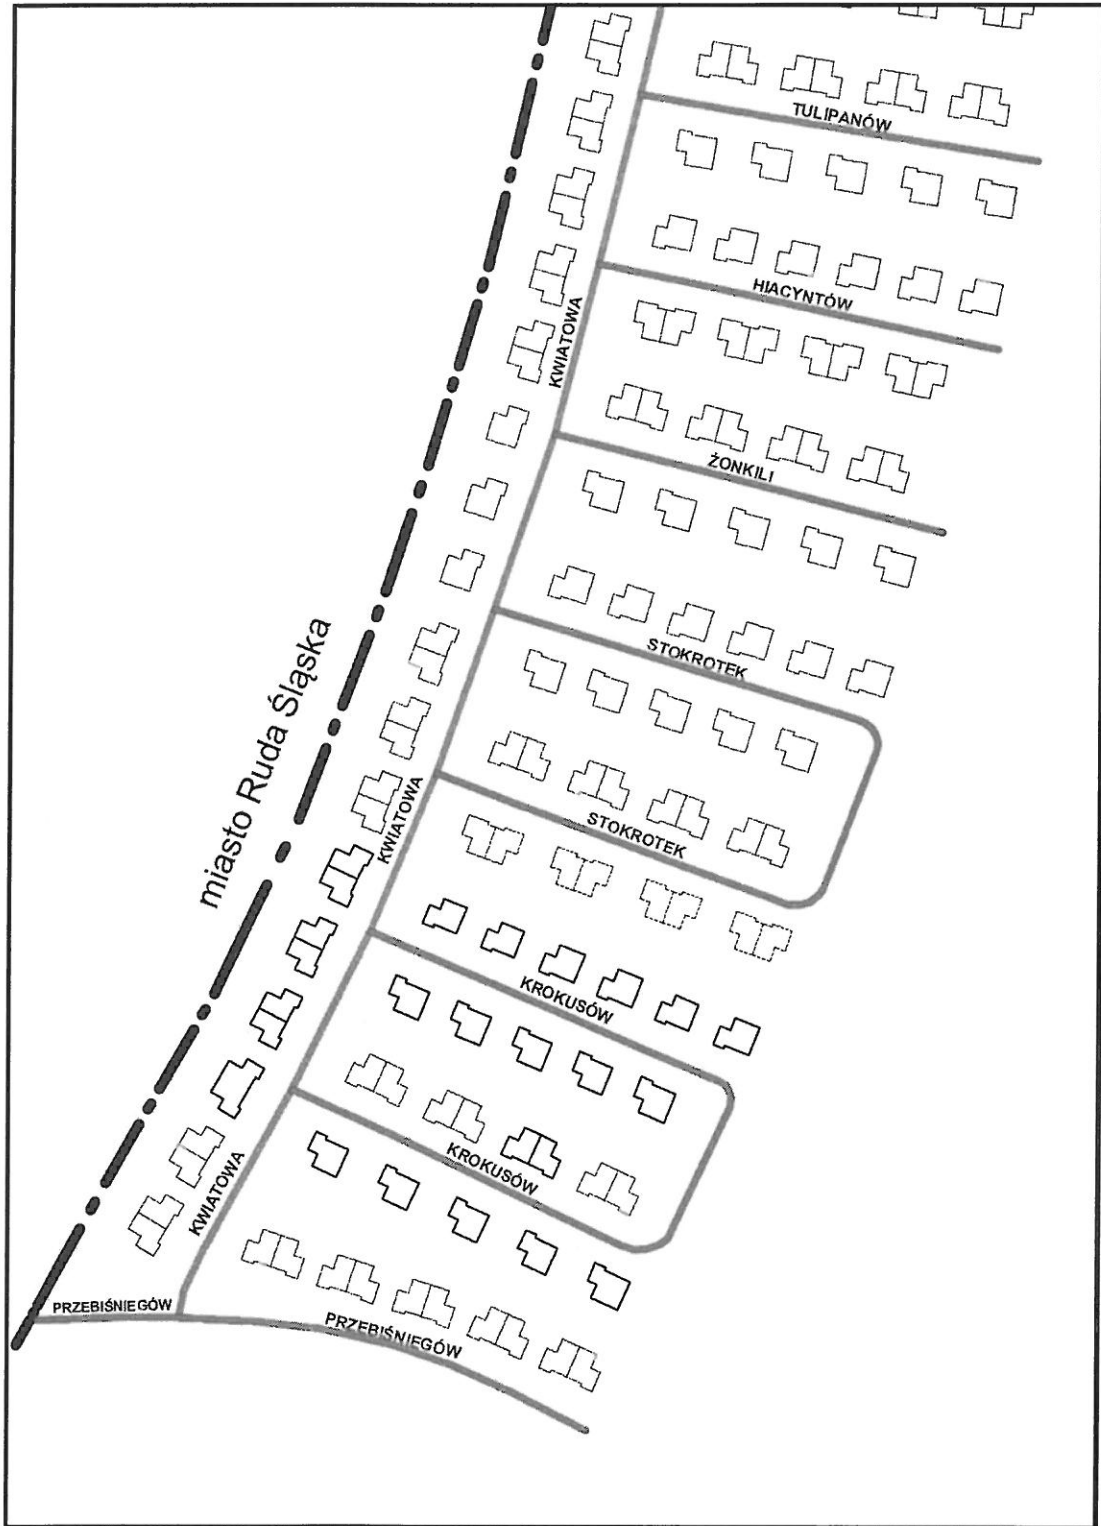 TULIPANÓW
HIACYNTÓW
KWIATOWA
ŻONKILI
STOKROTEK
miasto Ruda Śląska
KWIATOWA
STOKROTEK
KROKUSÓW
KROKUSÓW
KWIATOWA
PRZEBIŚNIEGÓW
PRZEBIŚNIEGÓW